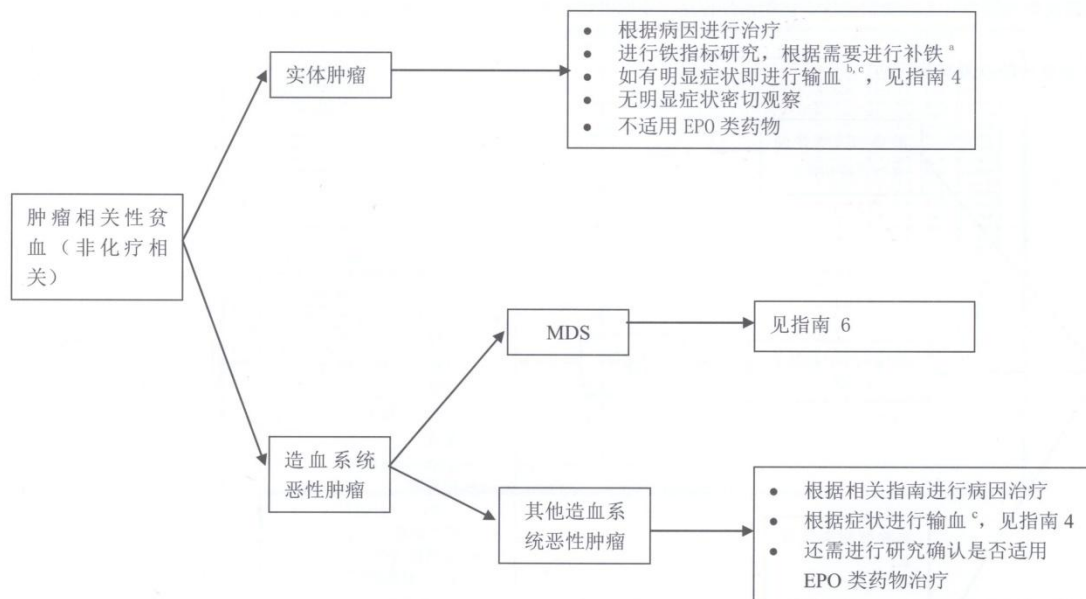 肿瘤相关性贫
血（非化疗相
关）
实体肿瘤
● 根据病因进行治疗
● 进行铁指标研究，根据需要进行补铁 a
● 如有明显症状即进行输血 b,c，见指南 4
● 无明显症状密切观察
● 不适用 EPO 类药物
造血系统
恶性肿瘤
MDS
见指南 6
其他造血系
统恶性肿瘤
● 根据相关指南进行病因治疗
● 根据症状进行输血 c，见指南 4
● 还需进行研究确认是否适用
EPO 类药物治疗